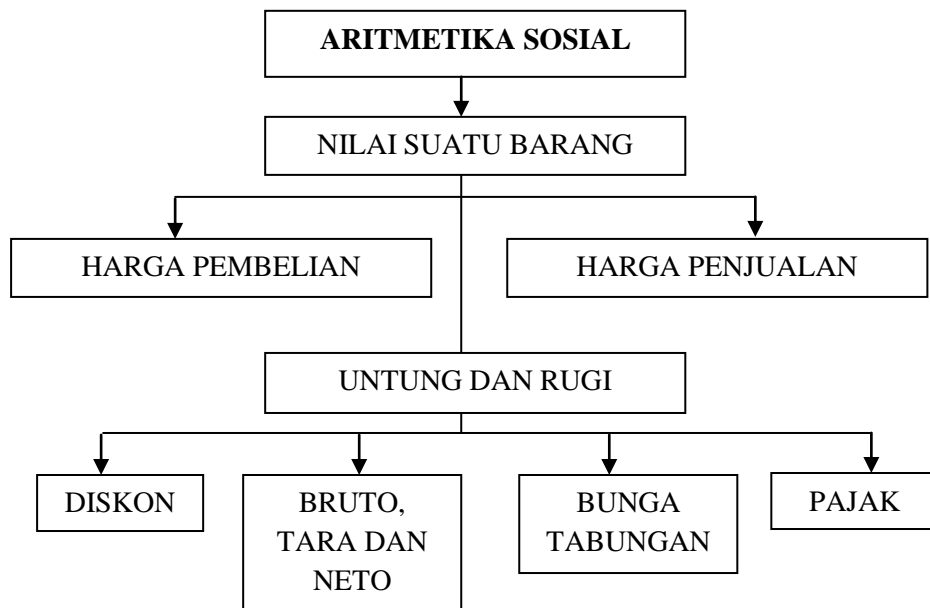 ARITMETIKA SOSIAL
NILAI SUATU BARANG
HARGA PEMBELIAN
HARGA PENJUALAN
UNTUNG DAN RUGI
DISKON
BRUTO,
TARA DAN
NETO
BUNGA
TABUNGAN
PAJAK